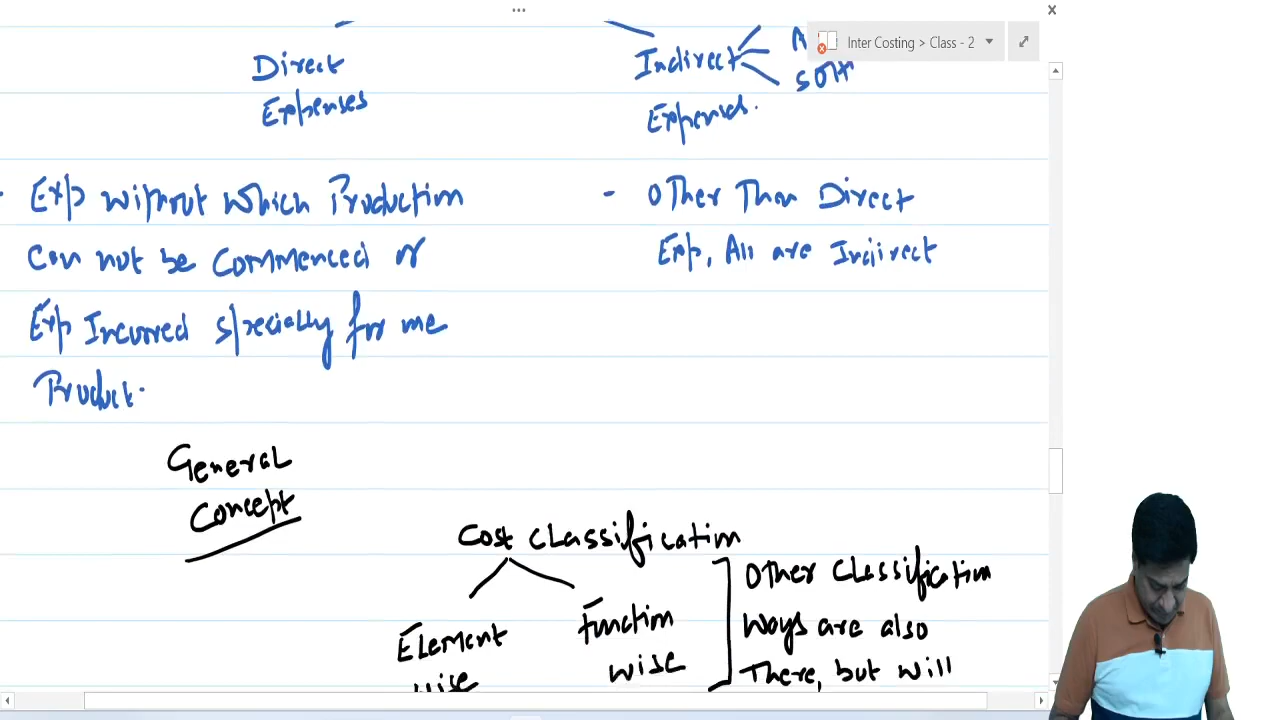 Inter Costing > Class - 2
Direct
Expenses
Indirect
Expenses.
Exp without which Production
Can not be Commenced or
Exp Incurred specially for the
Product.
- Other Than Direct
Exp, All are Indirect
General
Concept
Cost Classification
Element
wise
Function
wise
Other Classification
ways are also
There, but will